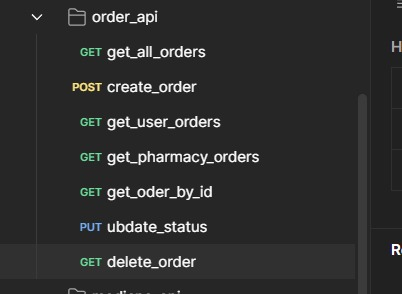 order_api
GET get_all_orders
POST create_order
GET get_user_orders
GET get_pharmacy_orders
GET get_oder_by_id
PUT ubdate_status
GET delete_order